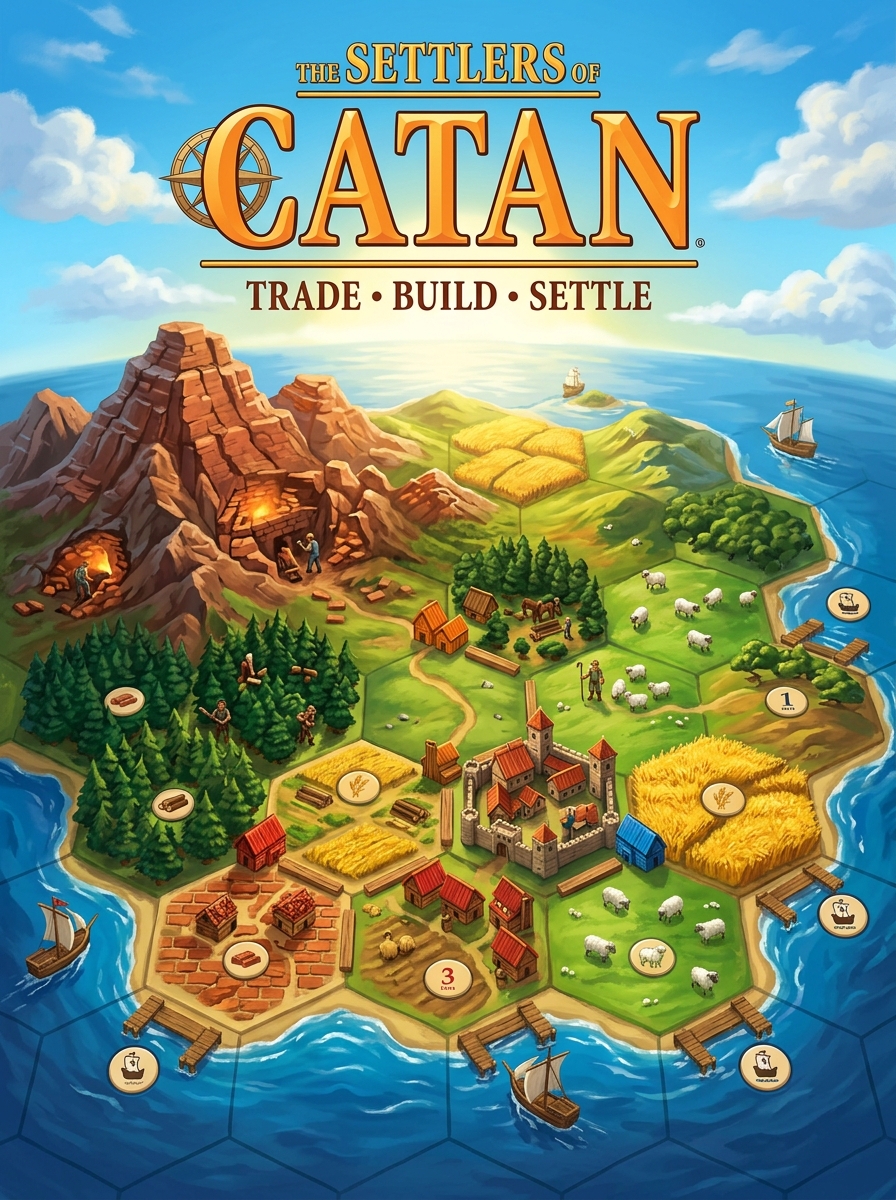 THE SETTLERS OF
CATAN
TRADE • BUILD • SETTLE
1
3